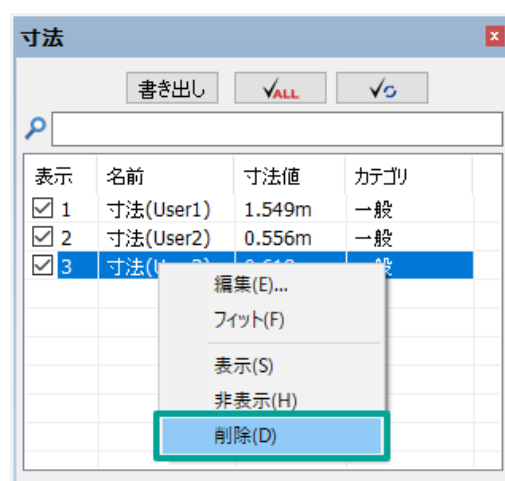 寸法
書き出し ALL
表示 名前 寸法値 カテゴリ
1 寸法(User1) 1.549m 一般
2 寸法(User2) 0.556m 一般
3
編集(E)...
フィット(F)
表示(S)
非表示(H)
削除(D)